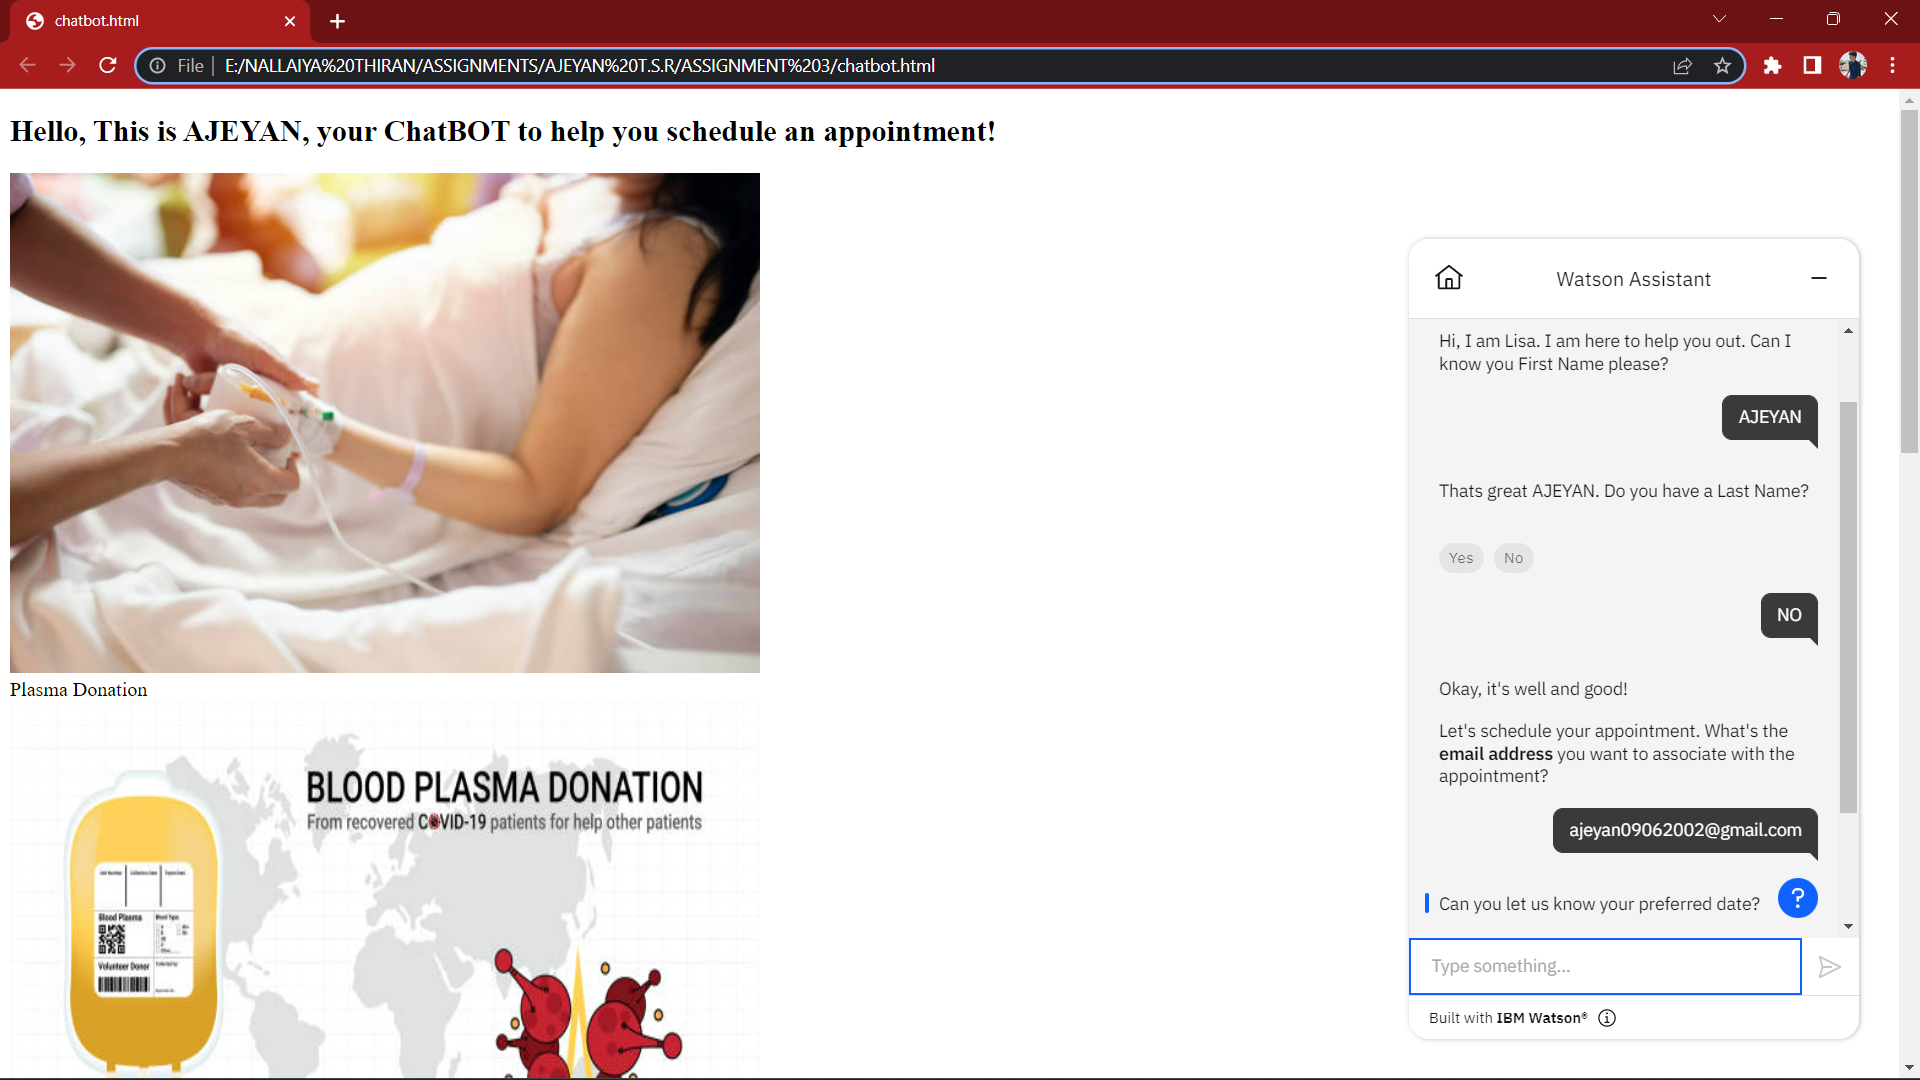 chatbot.html
File
E:/NALLAIYA%20THIRAN/ASSIGNMENTS/AJEYAN%20T.S.R/ASSIGNMENT%203/chatbot.html
Hello, This is AJEYAN, your ChatBOT to help you schedule an appointment!
Plasma Donation
BLOOD PLASMA DONATION
From recovered COVID-19 patients for help other patients
Blood Plasma
Blood Type
Volunteer Donor
Watson Assistant
Hi, I am Lisa. I am here to help you out. Can I
know you First Name please?
AJEYAN
Thats great AJEYAN. Do you have a Last Name?
Yes No
NO
Okay, it's well and good!
Let's schedule your appointment. What's the
email address you want to associate with the
appointment?
ajeyan09062002@gmail.com
Can you let us know your preferred date?
?
Type something...
Built with IBM Watson®